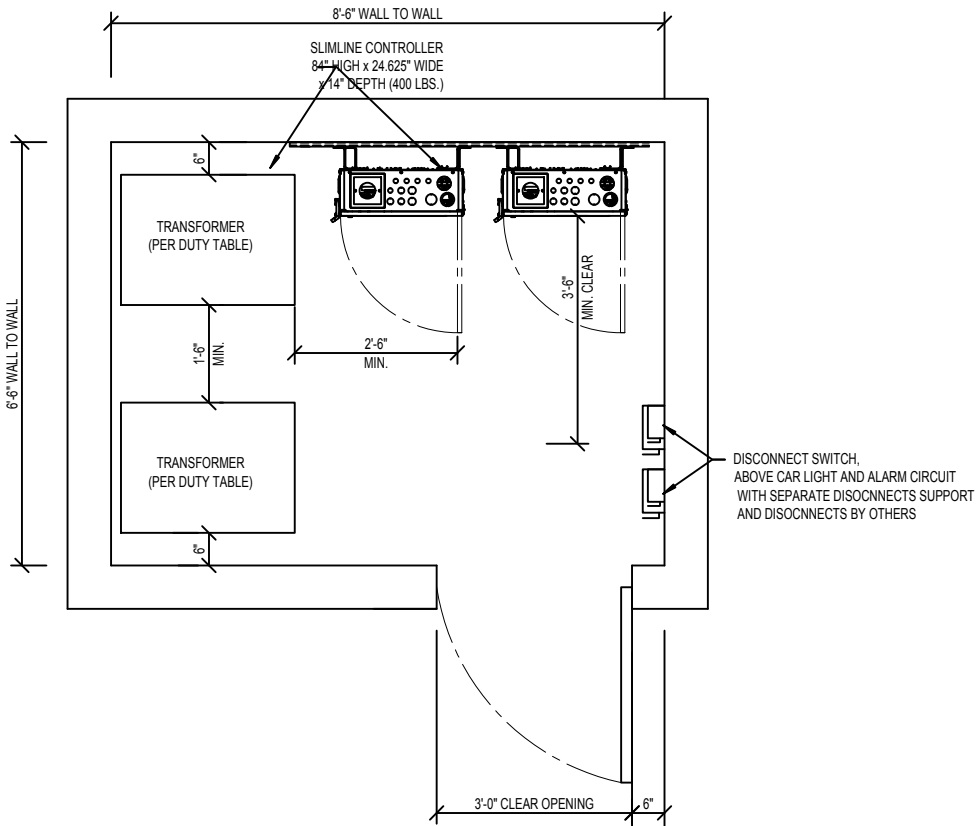 8'-6" WALL TO WALL
SLIMLINE CONTROLLER
84" HIGH x 24.625" WIDE
x 14" DEPTH (400 LBS.)
6"
TRANSFORMER
(PER DUTY TABLE)
3'-6"
MIN. CLEAR
6'-6" WALL TO WALL
1'-6"
MIN.
2'-6"
MIN.
TRANSFORMER
(PER DUTY TABLE)
DISCONNECT SWITCH,
ABOVE CAR LIGHT AND ALARM CIRCUIT
WITH SEPARATE DISOCNNECTS SUPPORT
AND DISOCNNECTS BY OTHERS
6"
3'-0" CLEAR OPENING
6"